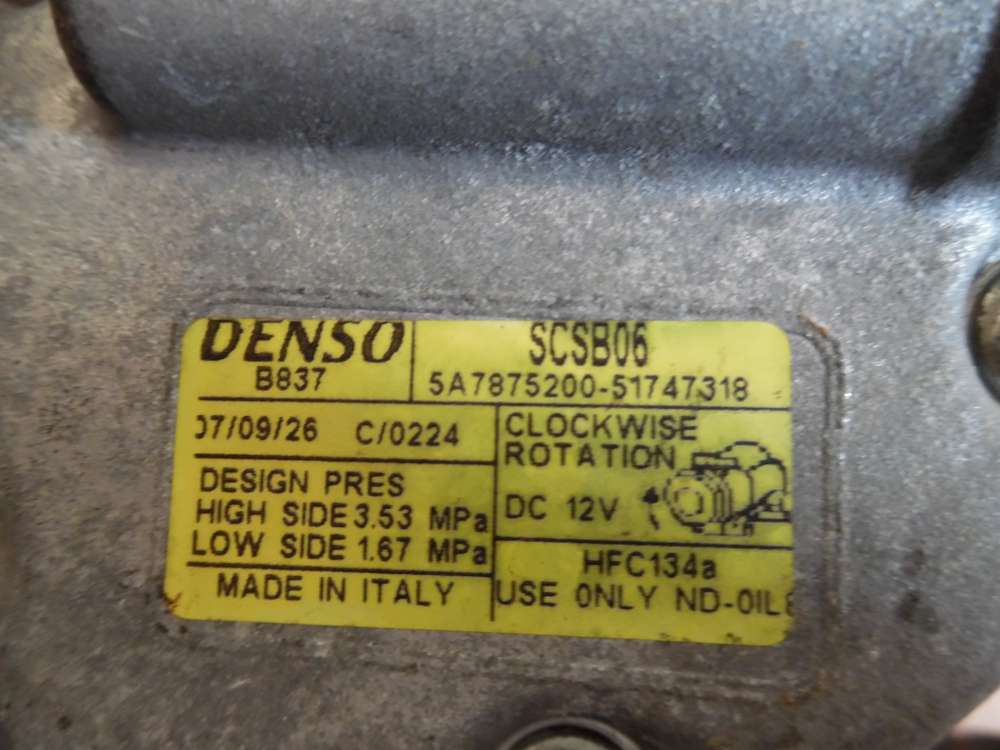 DENSO
B837
SCSB06
5A7875200-51747318
07/09/26 C/0224
CLOCKWISE
ROTATION
DC 12V
DESIGN PRES
HIGH SIDE 3.53 MPa
LOW SIDE 1.67 MPa
MADE IN ITALY
HFC134a
USE ONLY ND-OIL8